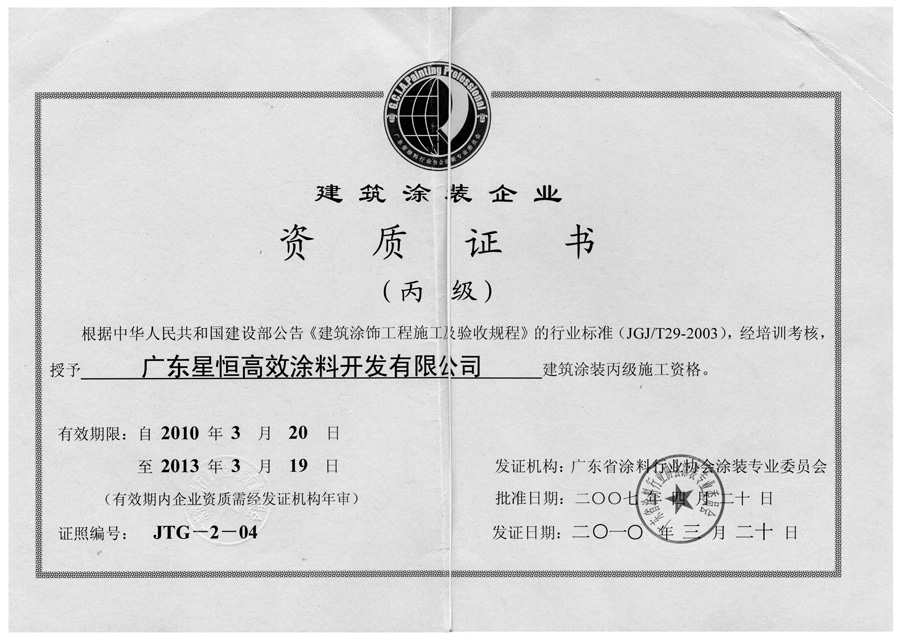 G.C.I.A. Painting Professional
建筑涂装企业
资质证书
（丙级）
根据中华人民共和国建设部公告《建筑涂饰工程施工及验收规程》的行业标准（JGJ/T29-2003），经培训考核，
授予 广东星恒高效涂料开发有限公司 建筑涂装丙级施工资格。
有效期限：自 2010 年 3 月 20 日
至 2013 年 3 月 19 日
（有效期内企业资质需经发证机构年审）
证照编号： JTG－2－04
发证机构：广东省涂料行业协会涂装专业委员会
批准日期：二〇〇七 年 四 月 二十 日
发证日期：二〇一〇 年 三 月 二十 日